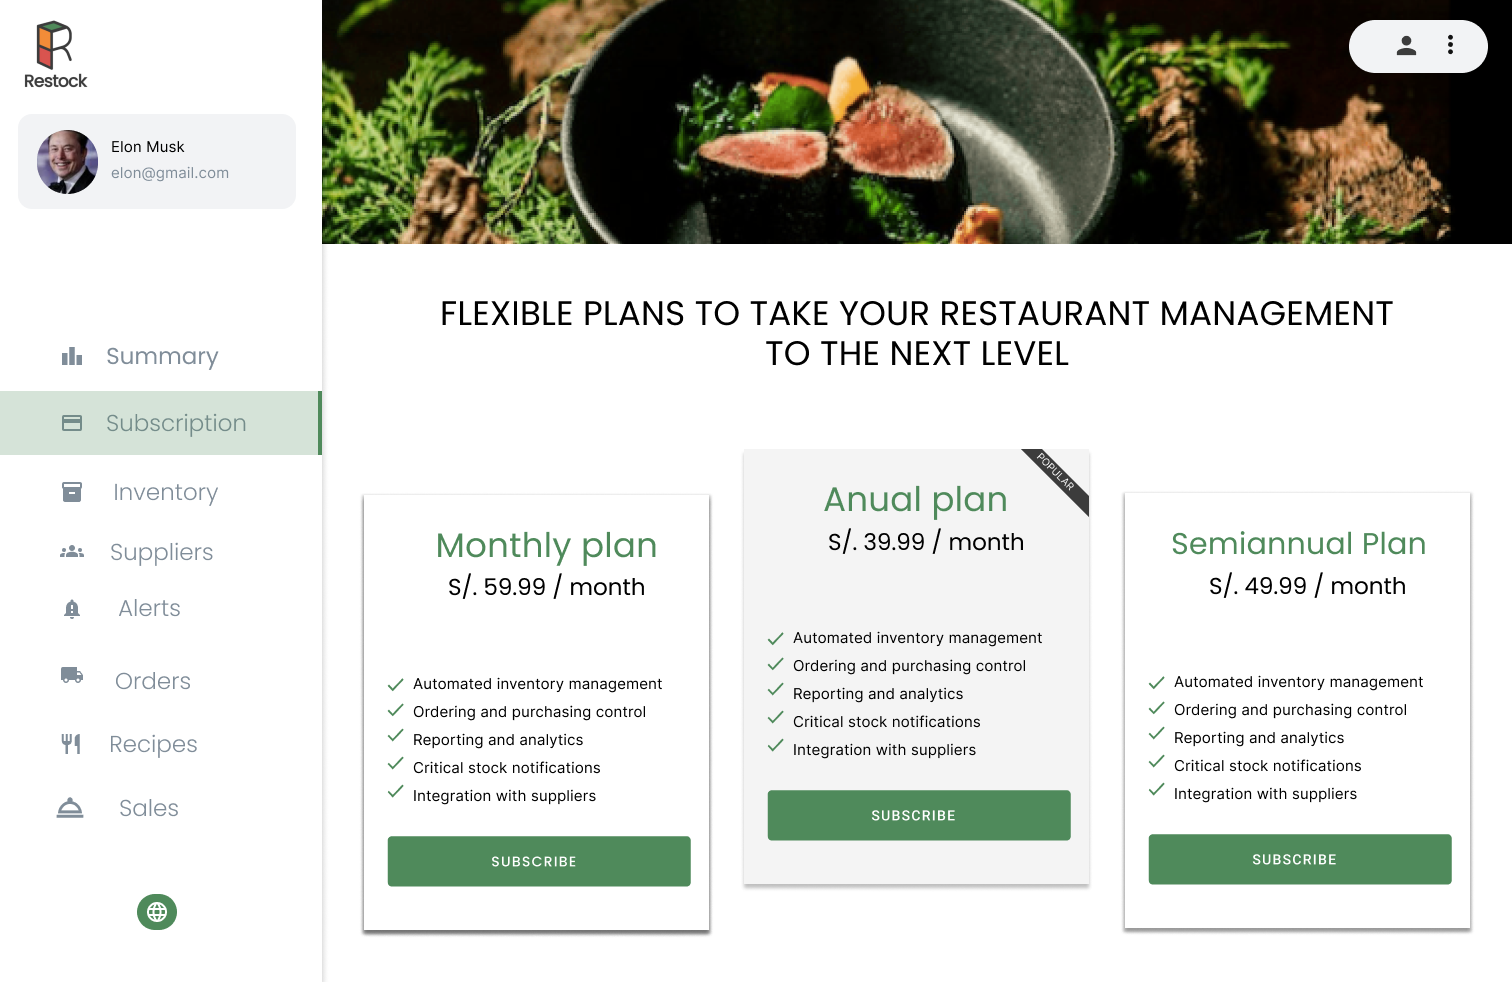 Restock
Elon Musk
elon@gmail.com
Summary
Subscription
Inventory
Suppliers
Alerts
Orders
Recipes
Sales
FLEXIBLE PLANS TO TAKE YOUR RESTAURANT MANAGEMENT
TO THE NEXT LEVEL
Monthly plan
S/. 59.99 / month
Automated inventory management
Ordering and purchasing control
Reporting and analytics
Critical stock notifications
Integration with suppliers
SUBSCRIBE
POPULAR
Anual plan
S/. 39.99 / month
Automated inventory management
Ordering and purchasing control
Reporting and analytics
Critical stock notifications
Integration with suppliers
SUBSCRIBE
Semiannual Plan
S/. 49.99 / month
Automated inventory management
Ordering and purchasing control
Reporting and analytics
Critical stock notifications
Integration with suppliers
SUBSCRIBE